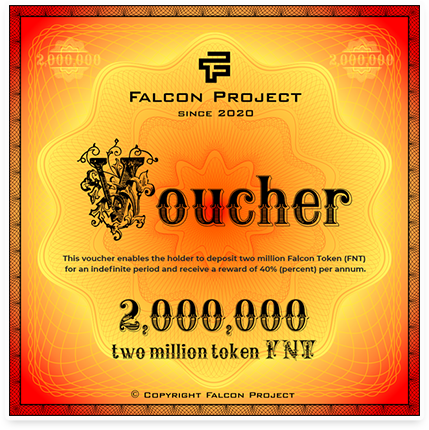 2,000,000 2,000,000
FALCON PROJECT
SINCE 2020
Voucher
This voucher enables the holder to deposit two million Falcon Token (FNT)
for an indefinite period and receive a reward of 40% (percent) per annum.
2,000,000
two million token FNT
© COPYRIGHT FALCON PROJECT